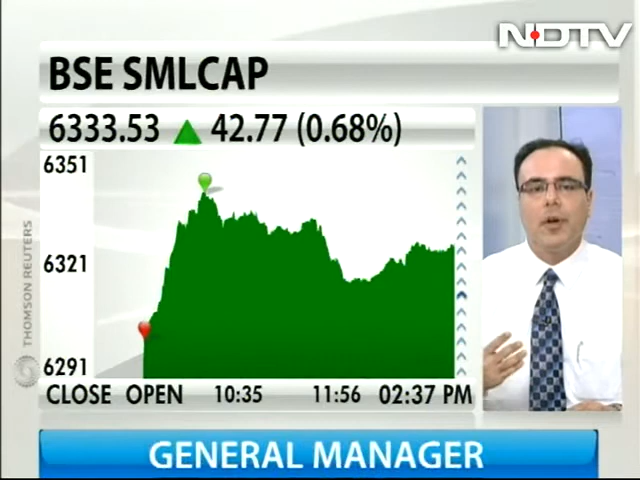 NDTV
BSE SMLCAP
6333.53 ▲ 42.77 (0.68%)
6351
6321
6291
THOMSON REUTERS
CLOSE OPEN 10:35 11:56 02:37 PM
GENERAL MANAGER